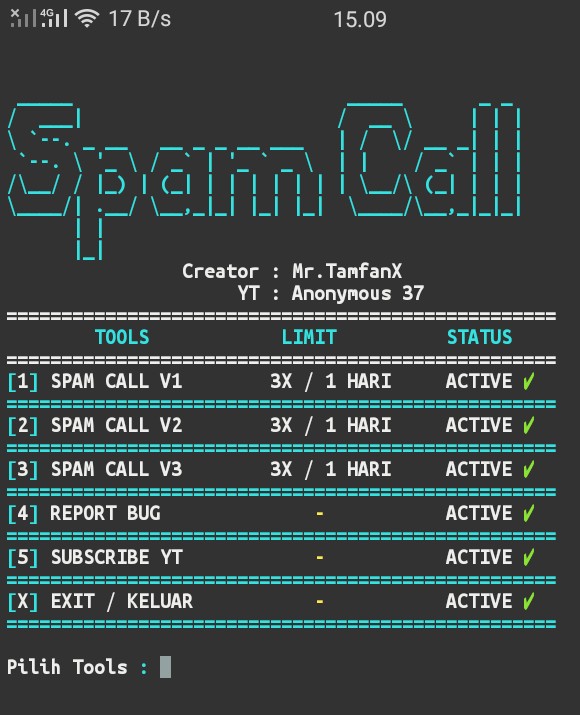 4G 17 B/s 15.09
Spam Call
Creator : Mr.TamfanX
YT : Anonymous 37
TOOLS LIMIT STATUS
[1] SPAM CALL V1 3X / 1 HARI ACTIVE ✔
[2] SPAM CALL V2 3X / 1 HARI ACTIVE ✔
[3] SPAM CALL V3 3X / 1 HARI ACTIVE ✔
[4] REPORT BUG - ACTIVE ✔
[5] SUBSCRIBE YT - ACTIVE ✔
[X] EXIT / KELUAR - ACTIVE ✔
Pilih Tools :